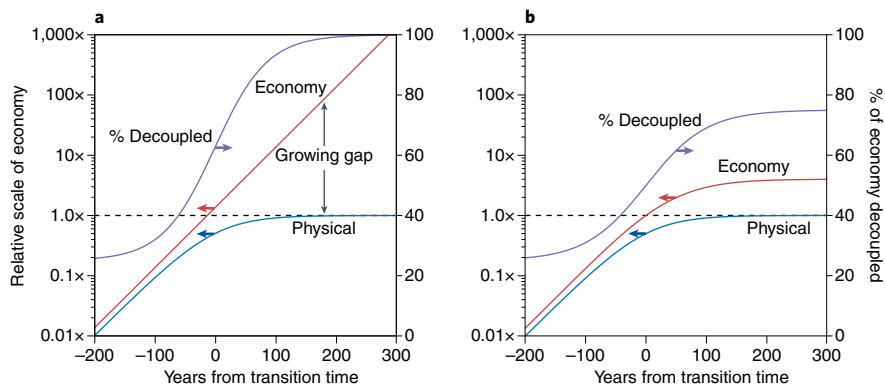 a
1,000×
100×
10×
1.0×
0.1×
0.01×
Relative scale of economy
100
80
60
40
20
0
% Decoupled
Economy
Growing gap
Physical
–200
–100
0
100
200
300
Years from transition time
b
1,000×
100×
10×
1.0×
0.1×
0.01×
100
80
60
40
20
0
% of economy decoupled
% Decoupled
Economy
Physical
–200
–100
0
100
200
300
Years from transition time